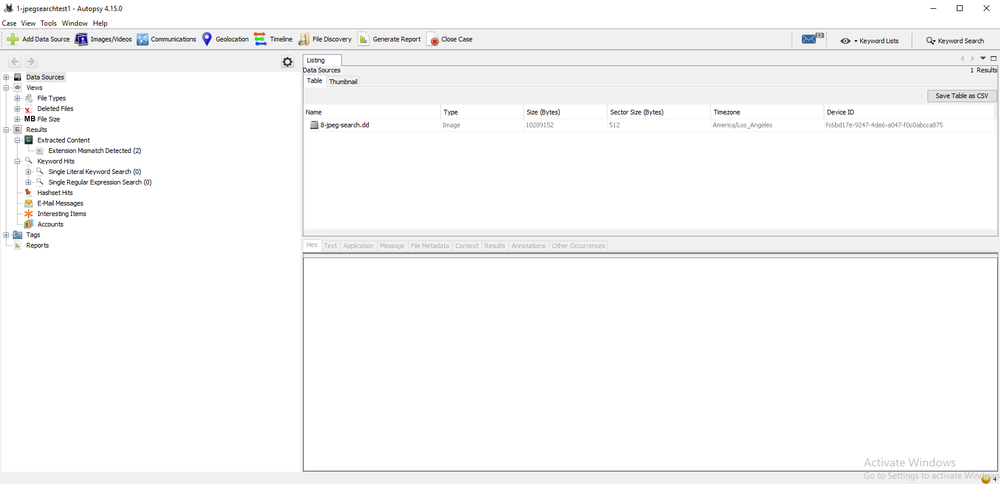 1-jpegsearchtest1 - Autopsy 4.15.0
Case View Tools Window Help
Add Data Source Images/Videos Communications Geolocation Timeline File Discovery Generate Report Close Case 13 Keyword Lists Keyword Search
Data Sources
Views
File Types
Deleted Files
MB File Size
Results
Extracted Content
Extension Mismatch Detected (2)
Keyword Hits
Single Literal Keyword Search (0)
Single Regular Expression Search (0)
Hashset Hits
E-Mail Messages
Interesting Items
Accounts
Tags
Reports
Listing
Data Sources 1 Results
Table Thumbnail
Save Table as CSV
Name Type Size (Bytes) Sector Size (Bytes) Timezone Device ID
8-jpeg-search.dd Image 10289152 512 America/Los_Angeles fc6bd17e-9247-4de6-a047-f0c0abcca875
Hex Text Application Message File Metadata Context Results Annotations Other Occurrences
Activate Windows
Go to Settings to activate Windows
4